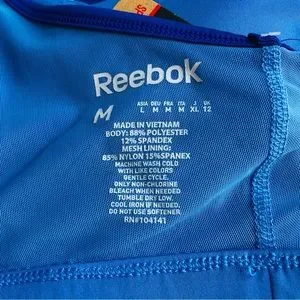 Reebok
M
ASIA DEU FRA ITA J UK
L M M M XL 12
MADE IN VIETNAM
BODY: 88% POLYESTER
12% SPANDEX
MESH LINING:
85% NYLON 15%SPANEX
MACHINE WASH COLD
WITH LIKE COLORS
GENTLE CYCLE.
ONLY NON-CHLORINE
BLEACH WHEN NEEDED
TUMBLE DRY LOW.
COOL IRON IF NEEDED.
DO NOT USE SOFTENER
RN#104141